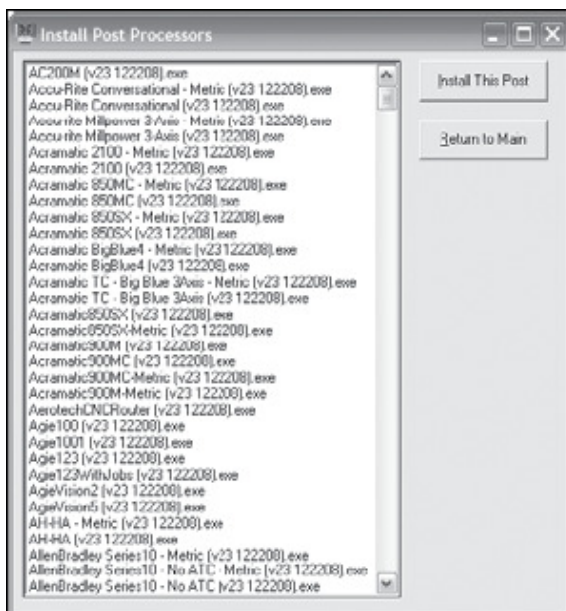 Install Post Processors
AC200M (v23 122208).exe
Accu-Rite Conversational - Metric (v23 122208).exe
Accu-Rite Conversational (v23 122208).exe
Accu-rite Millpower 3-Axis - Metric (v23 122208).exe
Accu-rite Millpower 3-Axis (v23 122208).exe
Acramatic 2100 - Metric (v23 122208).exe
Acramatic 2100 (v23 122208).exe
Acramatic 850MC - Metric (v23 122208).exe
Acramatic 850MC (v23 122208).exe
Acramatic 850SX - Metric (v23 122208).exe
Acramatic 850SX (v23 122208).exe
Acramatic BigBlue4 - Metric (v23 122208).exe
Acramatic BigBlue4 (v23 122208).exe
Acramatic TC - Big Blue 3Axis - Metric (v23 122208).exe
Acramatic TC - Big Blue 3Axis (v23 122208).exe
Acramatic850SX (v23 122208).exe
Acramatic850SX-Metric (v23 122208).exe
Acramatic900M (v23 122208).exe
Acramatic900MC (v23 122208).exe
Acramatic900MC-Metric (v23 122208).exe
Acramatic900M-Metric (v23 122208).exe
AerotechCNCRouter (v23 122208).exe
Agie100 (v23 122208).exe
Agie1001 (v23 122208).exe
Agie123 (v23 122208).exe
Agie123WithJobs (v23 122208).exe
AgieVision2 (v23 122208).exe
AgieVision5 (v23 122208).exe
AH-HA - Metric (v23 122208).exe
AH-HA (v23 122208).exe
AllenBradley Series10 - Metric (v23 122208).exe
AllenBradley Series10 - No ATC - Metric (v23 122208).exe
AllenBradley Series10 - No ATC (v23 122208).exe
Install This Post
Return to Main